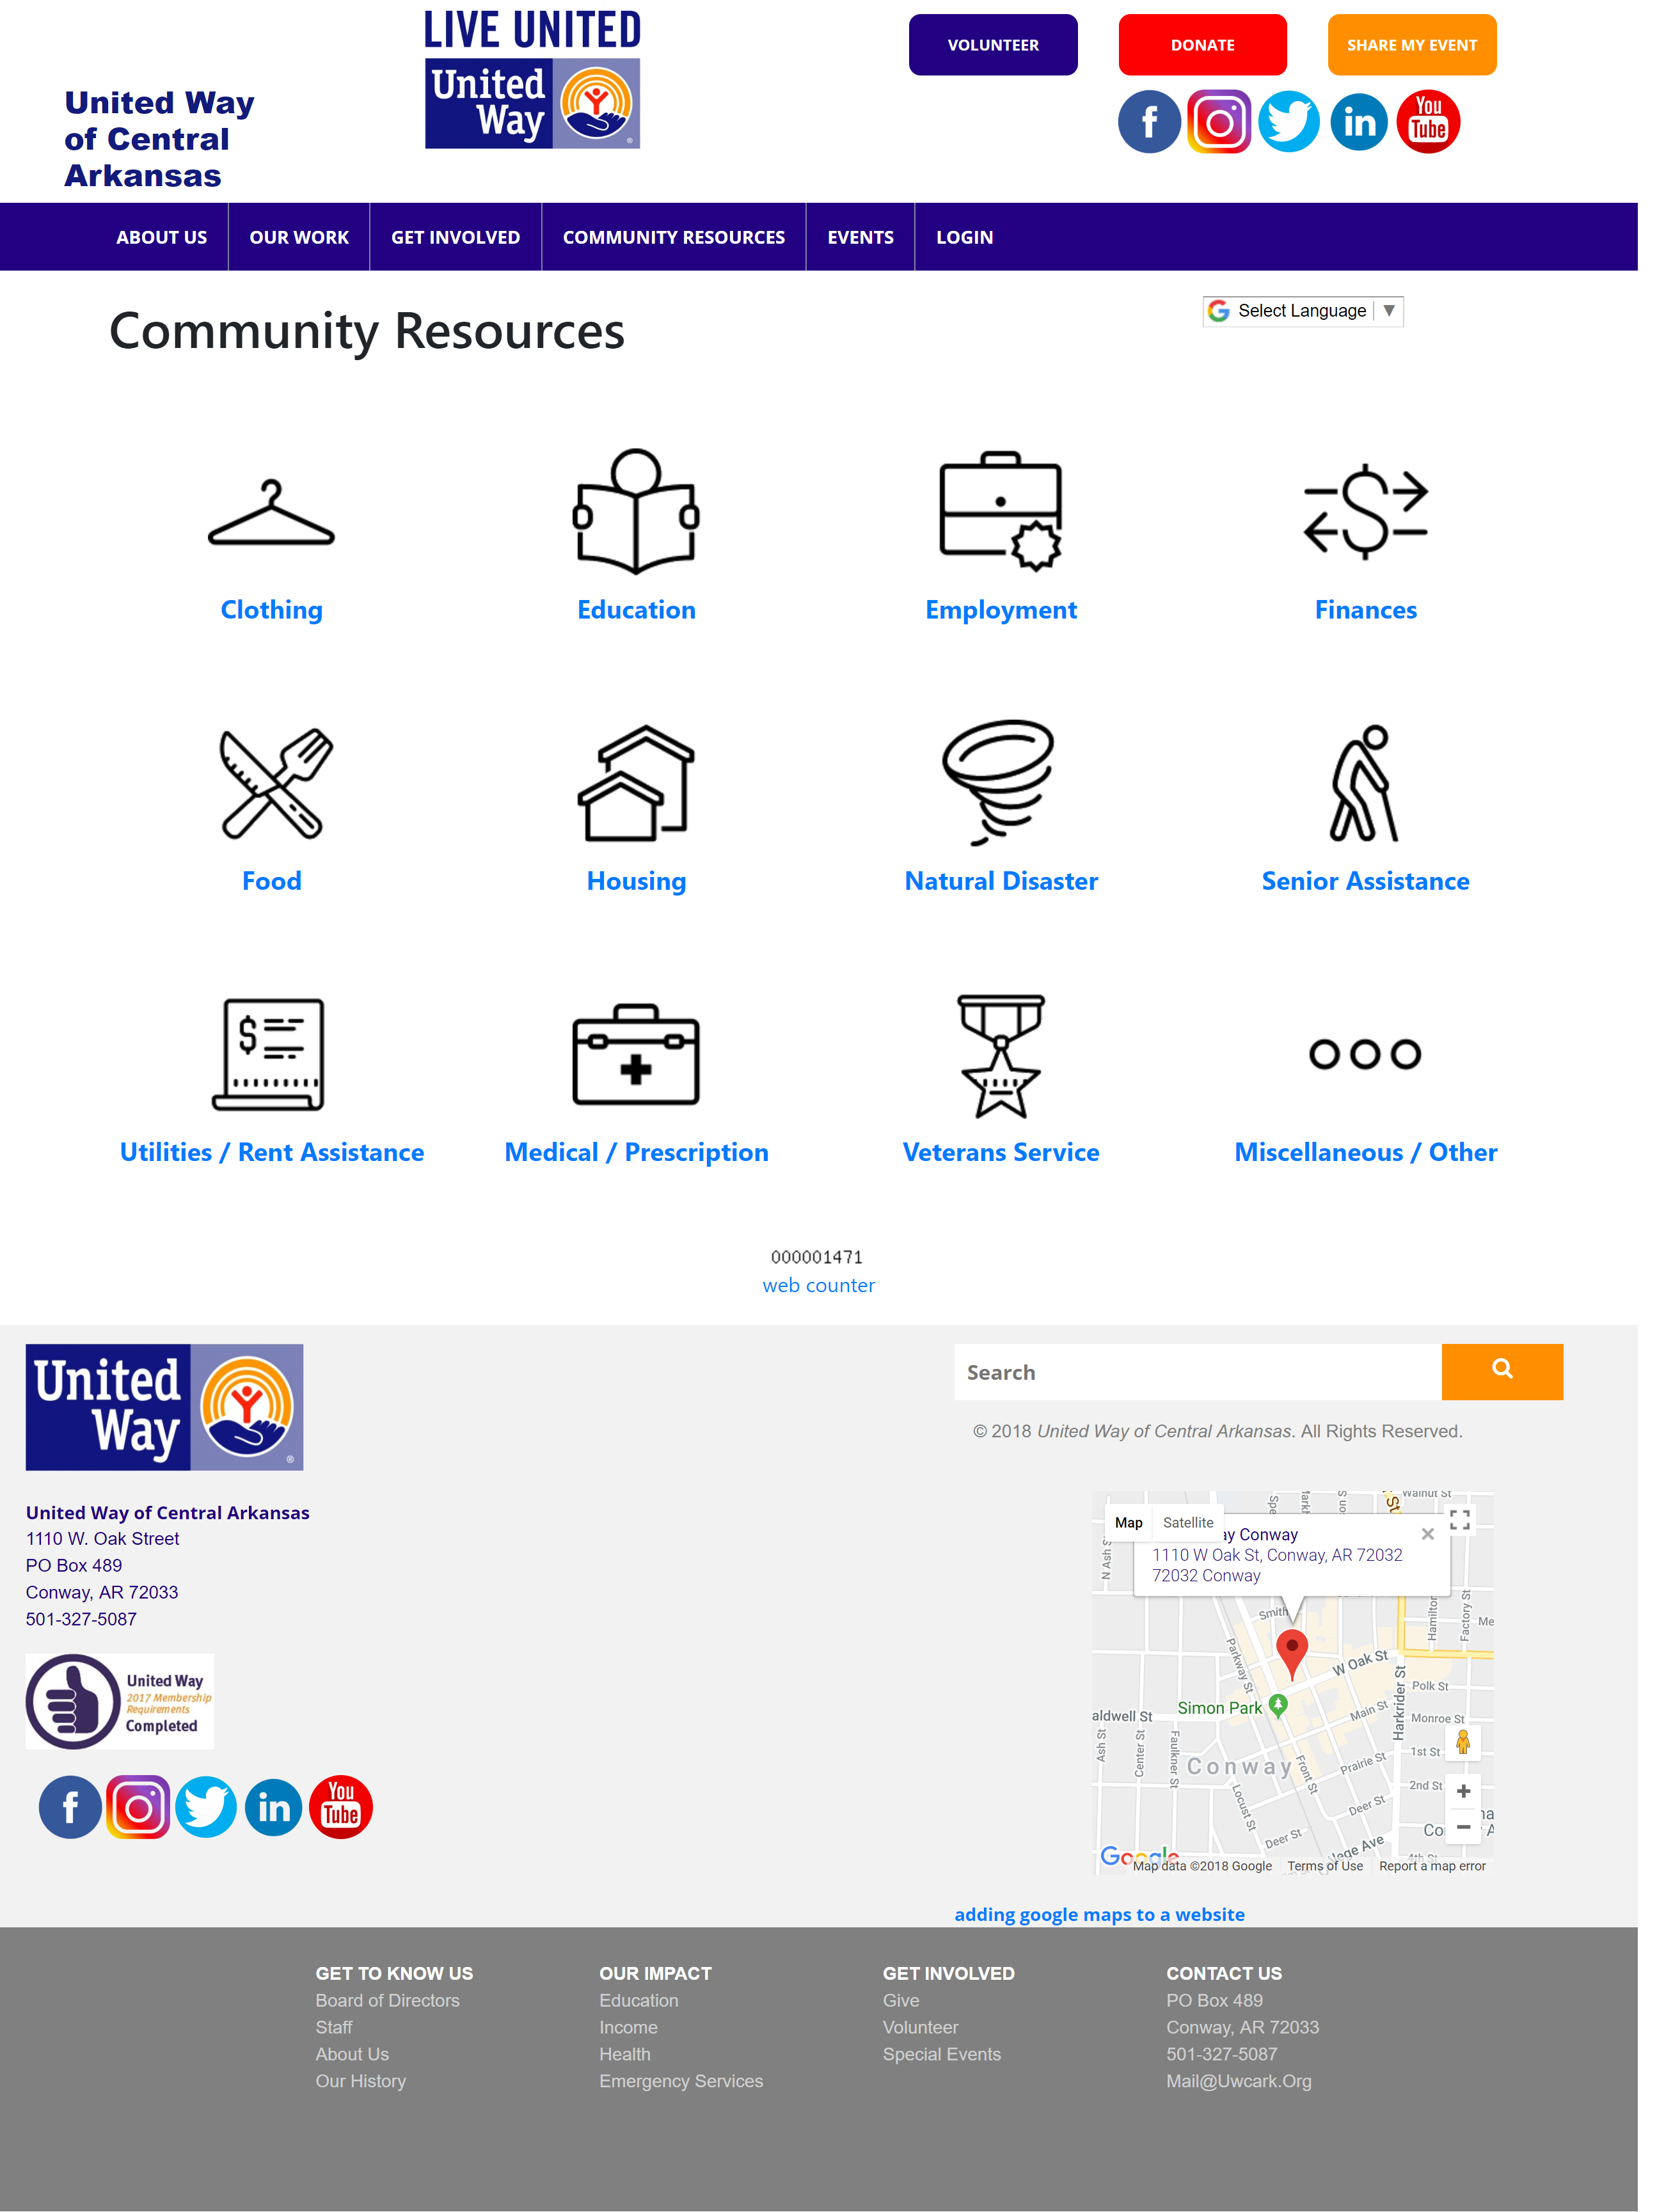 United Way
of Central
Arkansas
LIVE UNITED
United
Way
VOLUNTEER
DONATE
SHARE MY EVENT
f
in
You
Tube
ABOUT US
OUR WORK
GET INVOLVED
COMMUNITY RESOURCES
EVENTS
LOGIN
Community Resources
G Select Language ▼
Clothing
Education
Employment
Finances
Food
Housing
Natural Disaster
Senior Assistance
Utilities / Rent Assistance
Medical / Prescription
Veterans Service
Miscellaneous / Other
000001471
web counter
United
Way
United Way of Central Arkansas
1110 W. Oak Street
PO Box 489
Conway, AR 72033
501-327-5087
United Way
2017 Membership
Requirements
Completed
f
in
You
Tube
Search
© 2018 United Way of Central Arkansas. All Rights Reserved.
Map
Satellite
ay Conway
1110 W Oak St, Conway, AR 72032
72032 Conway
Walnut St
N Ash S
Smith
Parkway St
W Oak St
Hamilton
Factory St
Me
Harkrider St
Polk St
Simon Park
aldwell St
Main St
Monroe St
Ash St
Center St
Faulkner St
Conway
Front St
Prairie St
1st St
2nd St
Locust St
Deer St
Deer St
lege Ave
4th St
Google
Map data ©2018 Google
Terms of Use
Report a map error
adding google maps to a website
GET TO KNOW US
Board of Directors
Staff
About Us
Our History
OUR IMPACT
Education
Income
Health
Emergency Services
GET INVOLVED
Give
Volunteer
Special Events
CONTACT US
PO Box 489
Conway, AR 72033
501-327-5087
Mail@Uwcark.Org